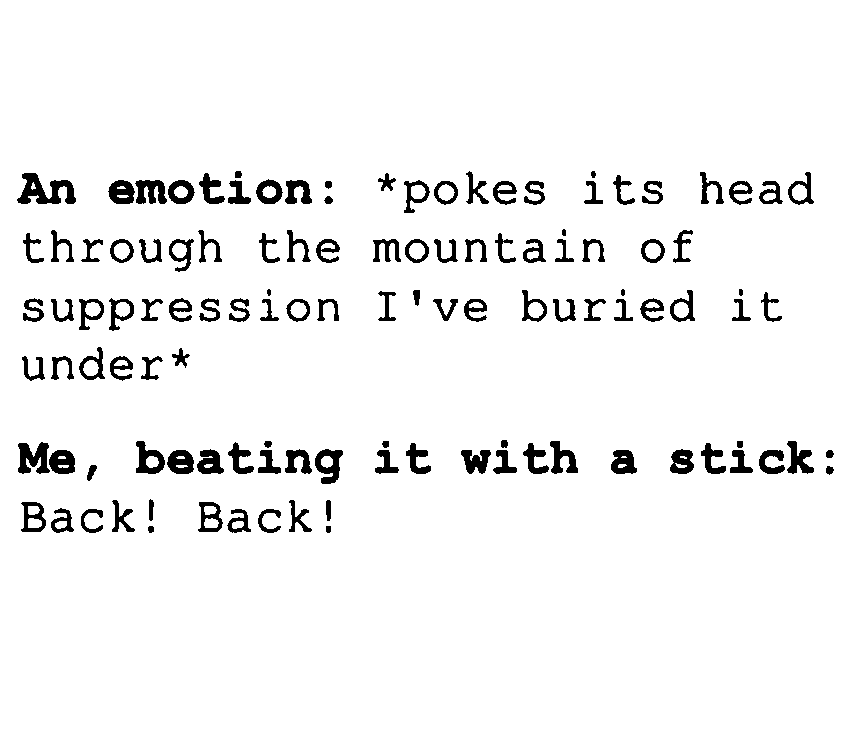 An emotion: *pokes its head
through the mountain of
suppression I've buried it
under*
Me, beating it with a stick:
Back! Back!